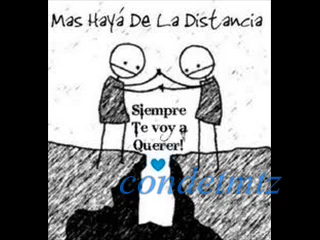 Mas Hayá De La Distancia
Siempre
Te voy a
Querer!
condetmtz